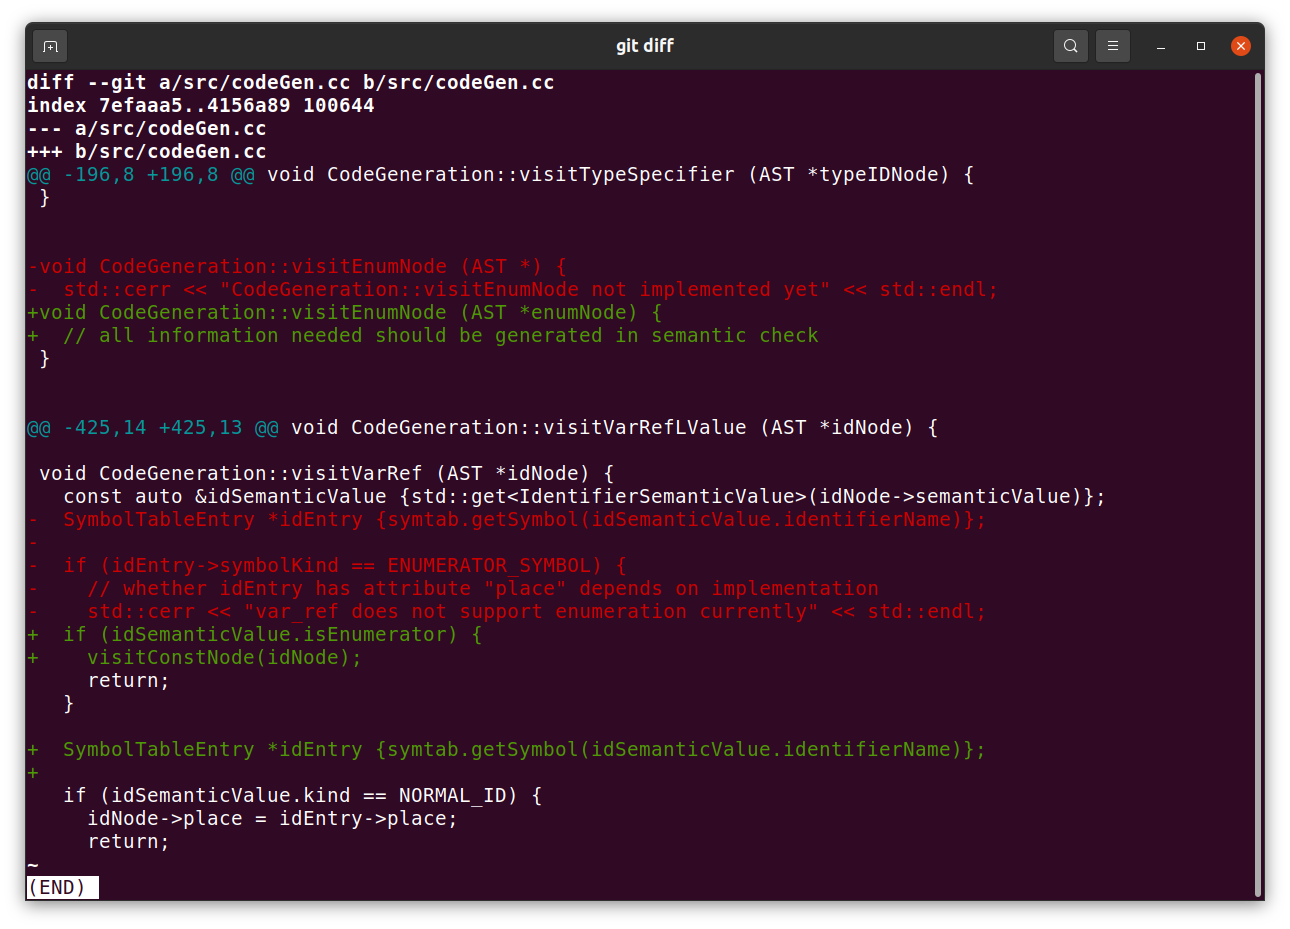 git diff
diff --git a/src/codeGen.cc b/src/codeGen.cc
index 7efaaa5..4156a89 100644
--- a/src/codeGen.cc
+++ b/src/codeGen.cc
@@ -196,8 +196,8 @@ void CodeGeneration::visitTypeSpecifier (AST *typeIDNode) {
 }
-void CodeGeneration::visitEnumNode (AST *) {
-  std::cerr << "CodeGeneration::visitEnumNode not implemented yet" << std::endl;
+void CodeGeneration::visitEnumNode (AST *enumNode) {
+  // all information needed should be generated in semantic check
 }
@@ -425,14 +425,13 @@ void CodeGeneration::visitVarRefLValue (AST *idNode) {
 void CodeGeneration::visitVarRef (AST *idNode) {
   const auto &idSemanticValue {std::get<IdentifierSemanticValue>(idNode->semanticValue)};
-  SymbolTableEntry *idEntry {symtab.getSymbol(idSemanticValue.identifierName)};
-
-  if (idEntry->symbolKind == ENUMERATOR_SYMBOL) {
-    // whether idEntry has attribute "place" depends on implementation
-    std::cerr << "var_ref does not support enumeration currently" << std::endl;
+  if (idSemanticValue.isEnumerator) {
+    visitConstNode(idNode);
     return;
   }
+  SymbolTableEntry *idEntry {symtab.getSymbol(idSemanticValue.identifierName)};
+
   if (idSemanticValue.kind == NORMAL_ID) {
     idNode->place = idEntry->place;
     return;
~
(END)